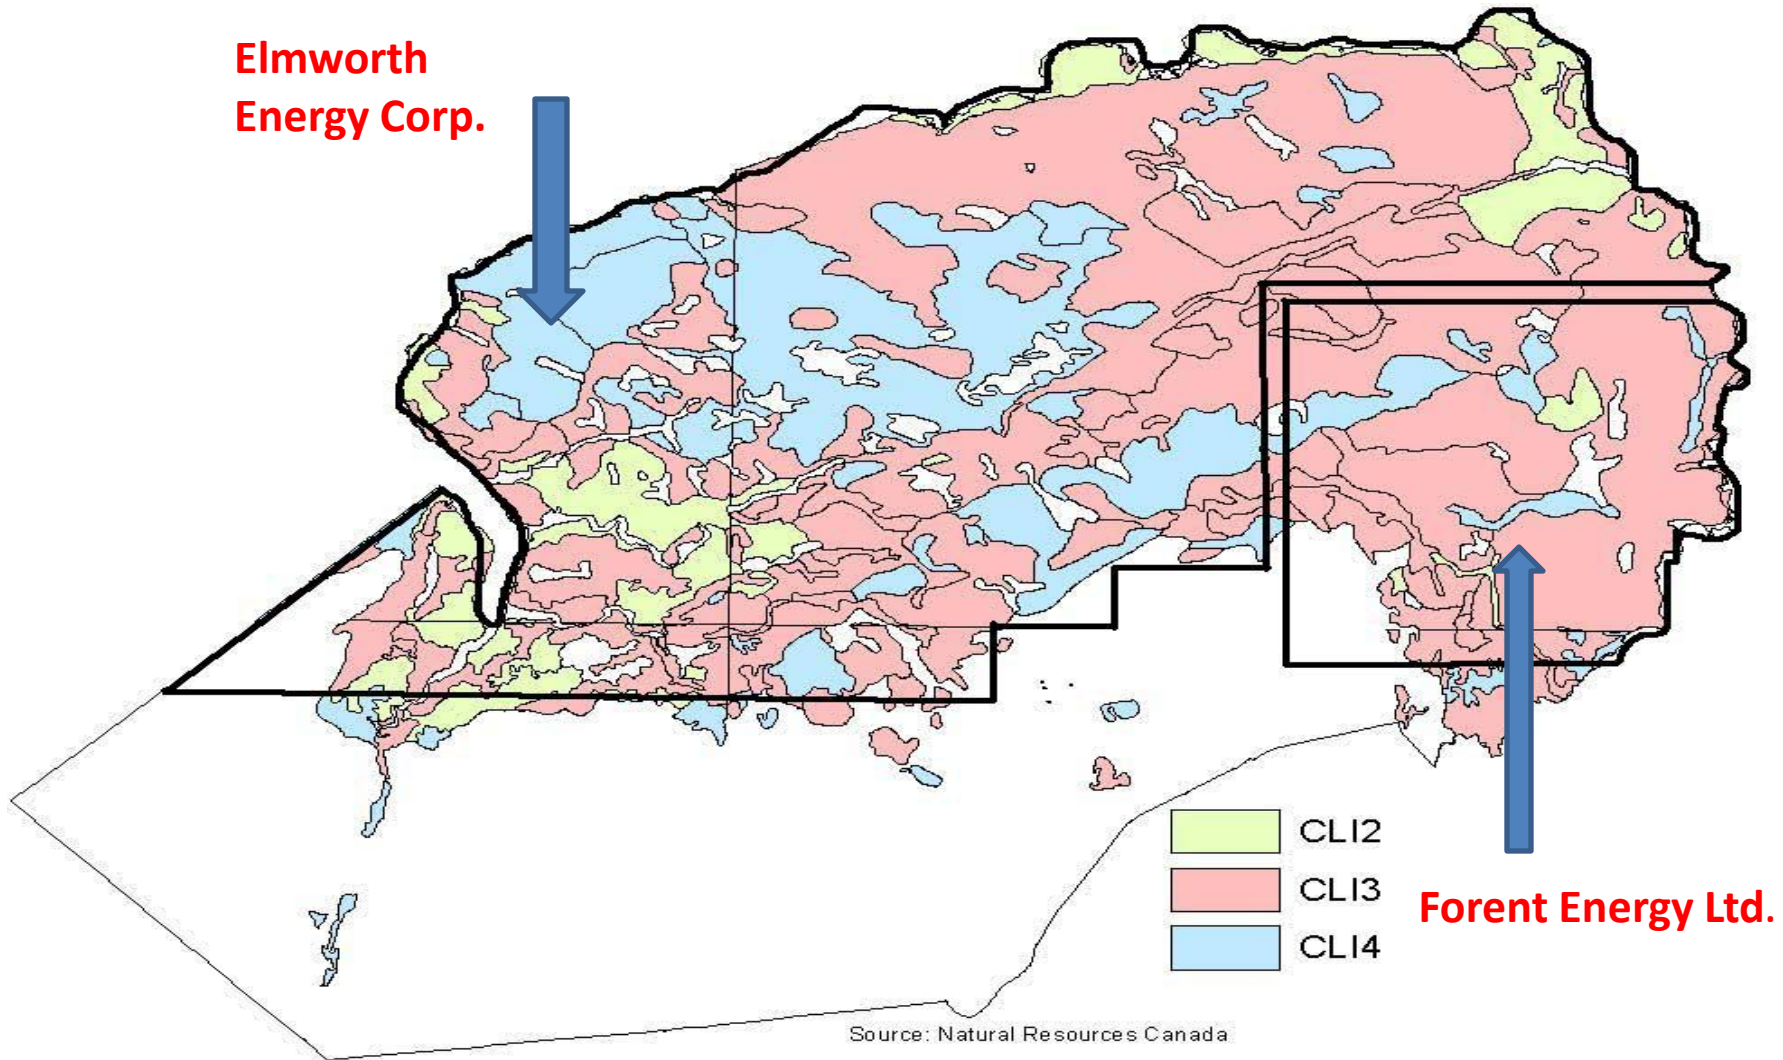 Elmworth
Energy Corp.
CLI2
CLI3
CLI4
Forent Energy Ltd.
Source: Natural Resources Canada